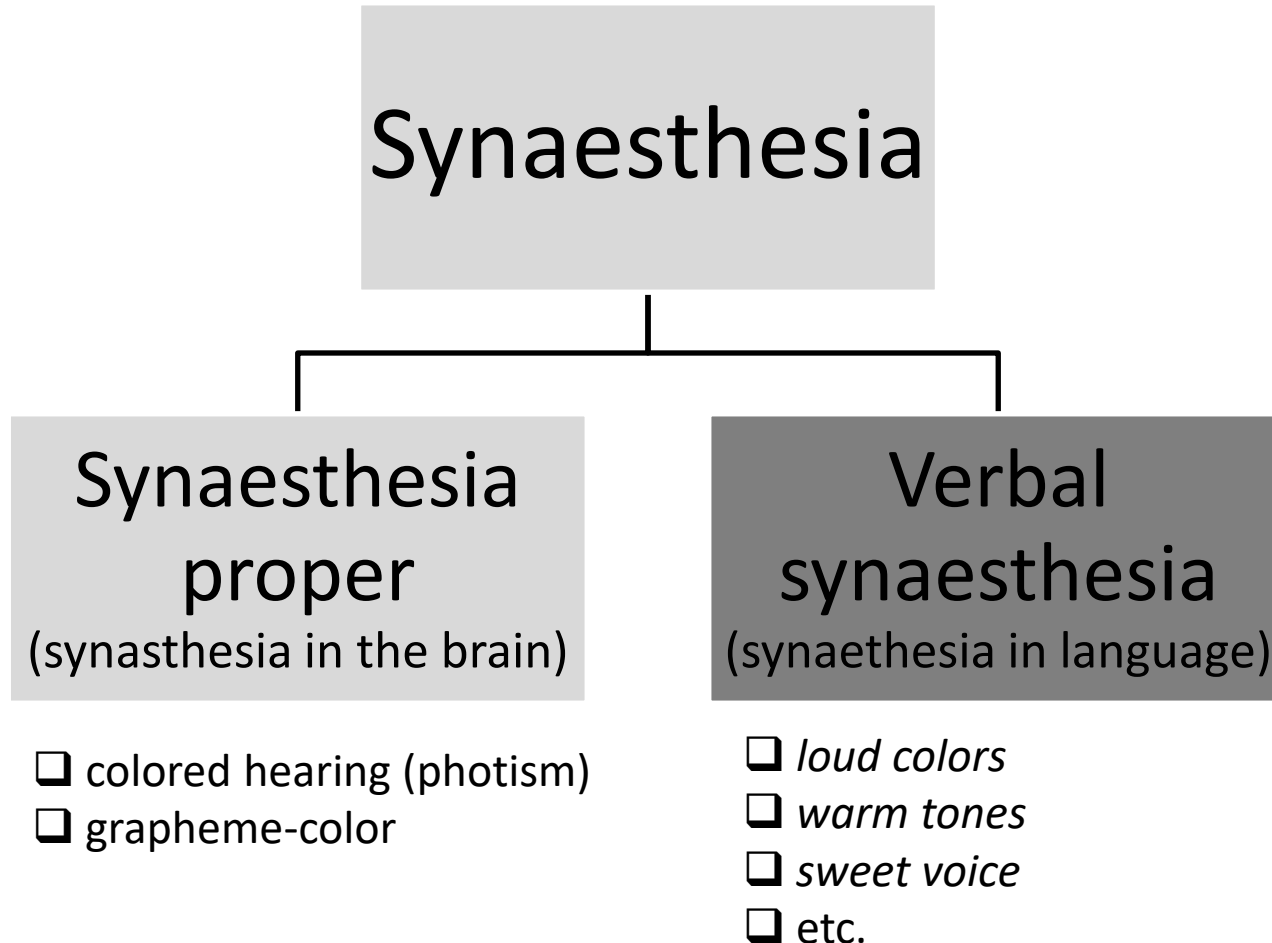 Synaesthesia
Synaesthesia
proper
(synasthesia in the brain)
Verbal
synaesthesia
(synaethesia in language)
❑ colored hearing (photism)
❑ grapheme-color
❑ loud colors
❑ warm tones
❑ sweet voice
❑ etc.